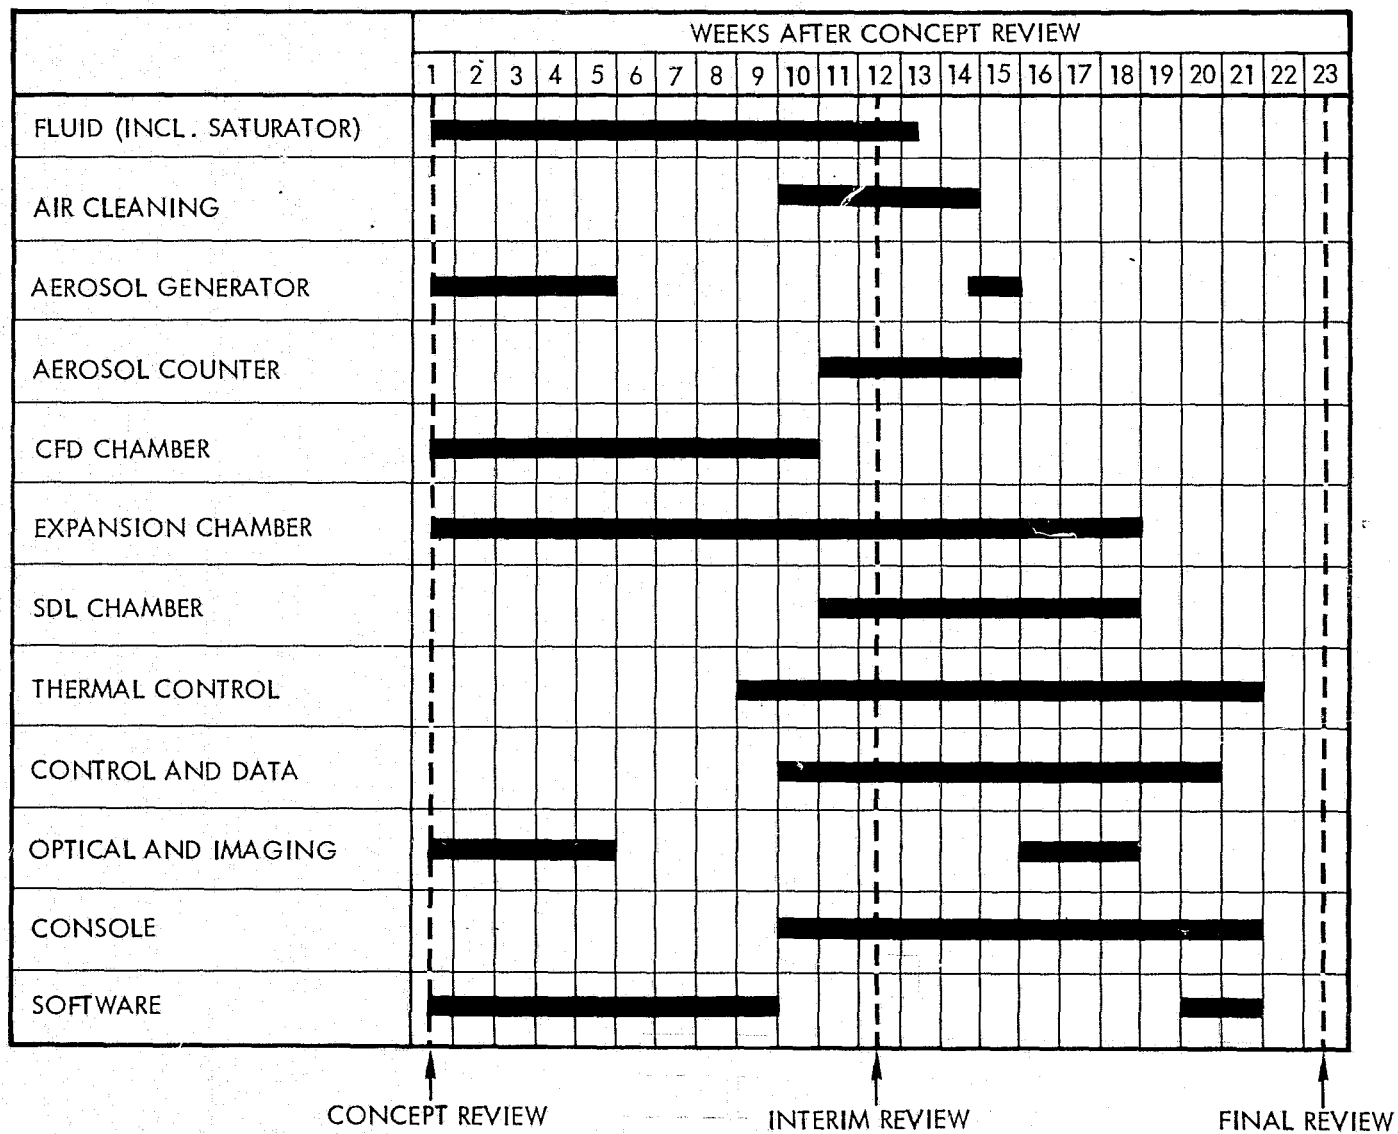 WEEKS AFTER CONCEPT REVIEW
1 2 3 4 5 6 7 8 9 10 11 12 13 14 15 16 17 18 19 20 21 22 23
FLUID (INCL. SATURATOR)
AIR CLEANING
AEROSOL GENERATOR
AEROSOL COUNTER
CFD CHAMBER
EXPANSION CHAMBER
SDL CHAMBER
THERMAL CONTROL
CONTROL AND DATA
OPTICAL AND IMAGING
CONSOLE
SOFTWARE
CONCEPT REVIEW INTERIM REVIEW FINAL REVIEW